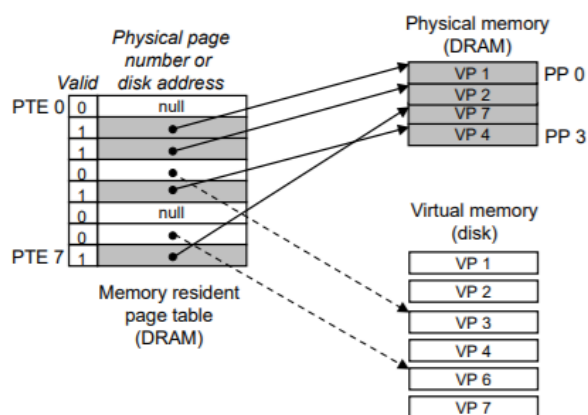 Physical page
number or
disk address
Valid
PTE 0
0
null
1
1
0
1
0
null
0
PTE 7
1
Memory resident
page table
(DRAM)
Physical memory
(DRAM)
VP 1
PP 0
VP 2
VP 7
VP 4
PP 3
Virtual memory
(disk)
VP 1
VP 2
VP 3
VP 4
VP 6
VP 7